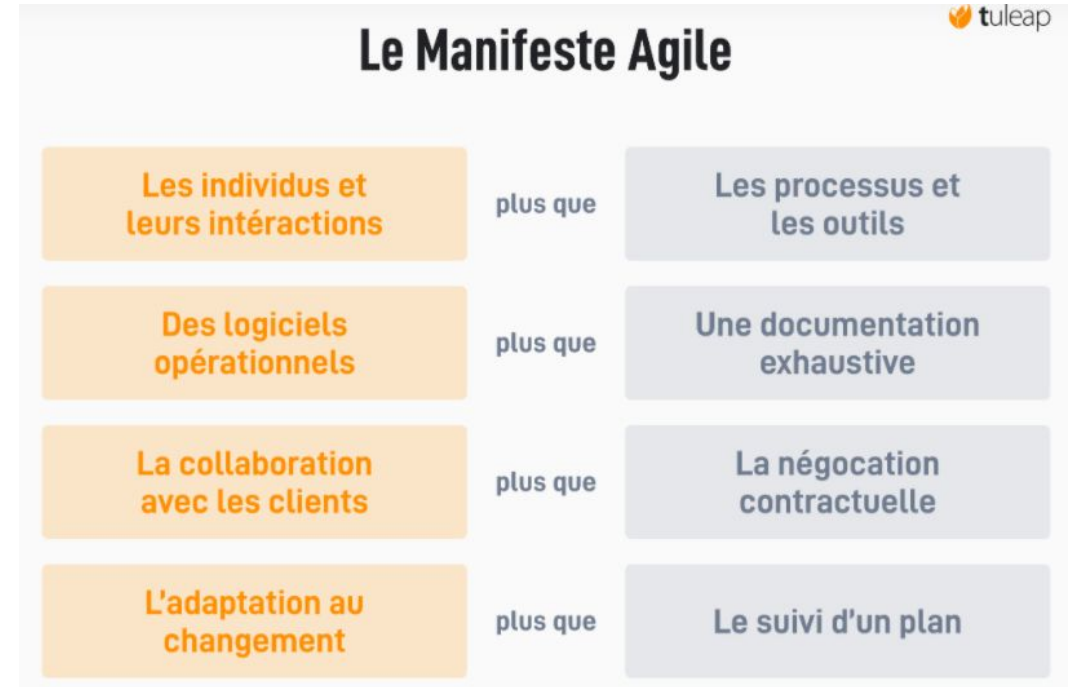 tuleap
Le Manifeste Agile
Les individus et
leurs intéractions
plus que
Les processus et
les outils
Des logiciels
opérationnels
plus que
Une documentation
exhaustive
La collaboration
avec les clients
plus que
La négocation
contractuelle
L'adaptation au
changement
plus que
Le suivi d'un plan